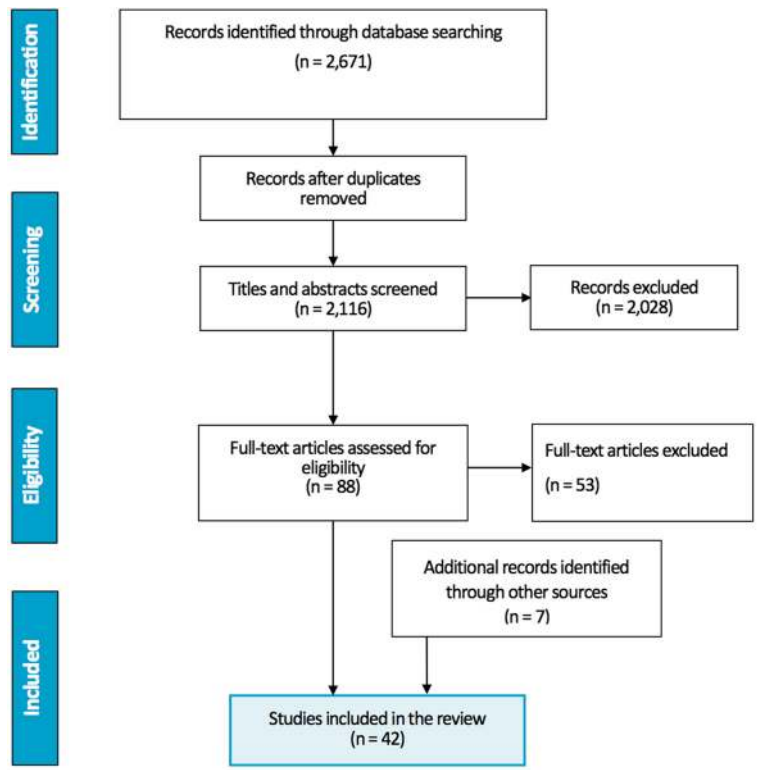 Identification
Records identified through database searching
(n = 2,671)
Records after duplicates
removed
Screening
Titles and abstracts screened
(n = 2,116)
Records excluded
(n = 2,028)
Eligibility
Full-text articles assessed for
eligibility
(n = 88)
Full-text articles excluded
(n = 53)
Additional records identified
through other sources
(n = 7)
Included
Studies included in the review
(n = 42)